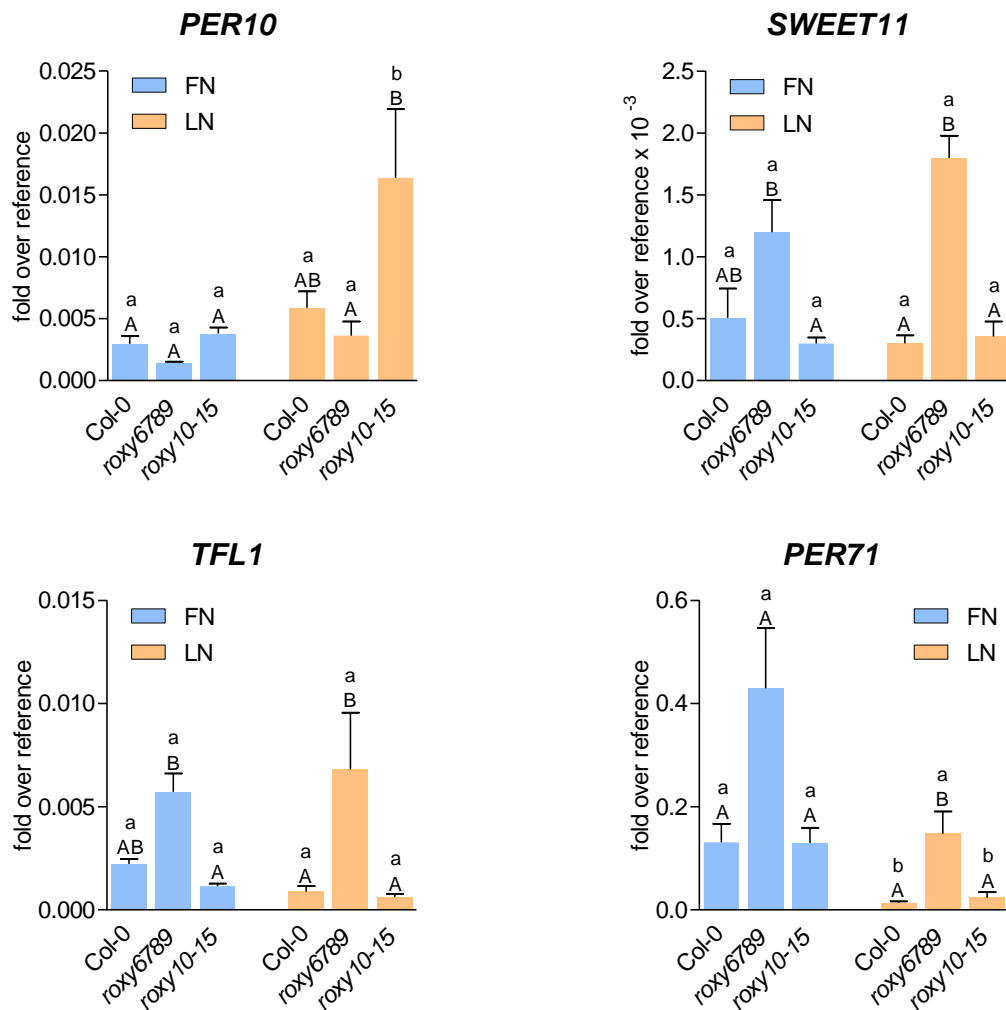 PER10
fold over reference
0.025
0.020
0.015
0.010
0.005
0.000
FN
LN
a
A
a
A
a
A
a
AB
a
A
b
B
Col-0
roxy6789
roxy10-15
Col-0
roxy6789
roxy10-15
SWEET11
fold over reference x 10 -3
2.5
2.0
1.5
1.0
0.5
0.0
FN
LN
a
AB
a
B
a
A
a
A
a
B
a
A
Col-0
roxy6789
roxy10-15
Col-0
roxy6789
roxy10-15
TFL1
fold over reference
0.015
0.010
0.005
0.000
FN
LN
a
AB
a
B
a
A
a
A
a
B
a
A
Col-0
roxy6789
roxy10-15
Col-0
roxy6789
roxy10-15
PER71
fold over reference
0.6
0.4
0.2
0.0
FN
LN
a
A
a
A
a
A
b
A
a
B
b
A
Col-0
roxy6789
roxy10-15
Col-0
roxy6789
roxy10-15